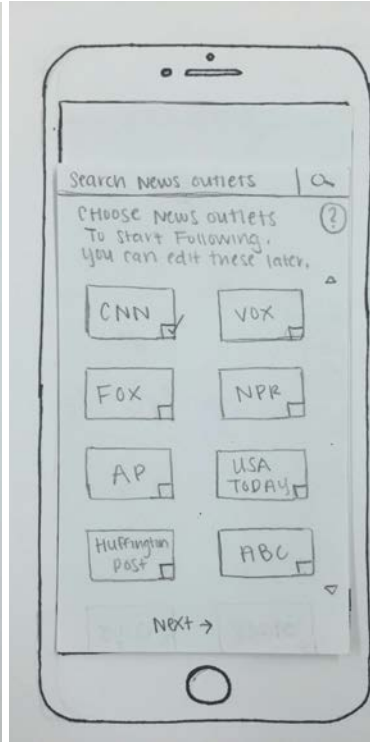 Search News outlets
CHOOSE News outlets
To Start Following.
you can edit these later.
?
CNN
VOX
FOX
NPR
AP
USA
TODAY
Huffington
Post
ABC
Next →